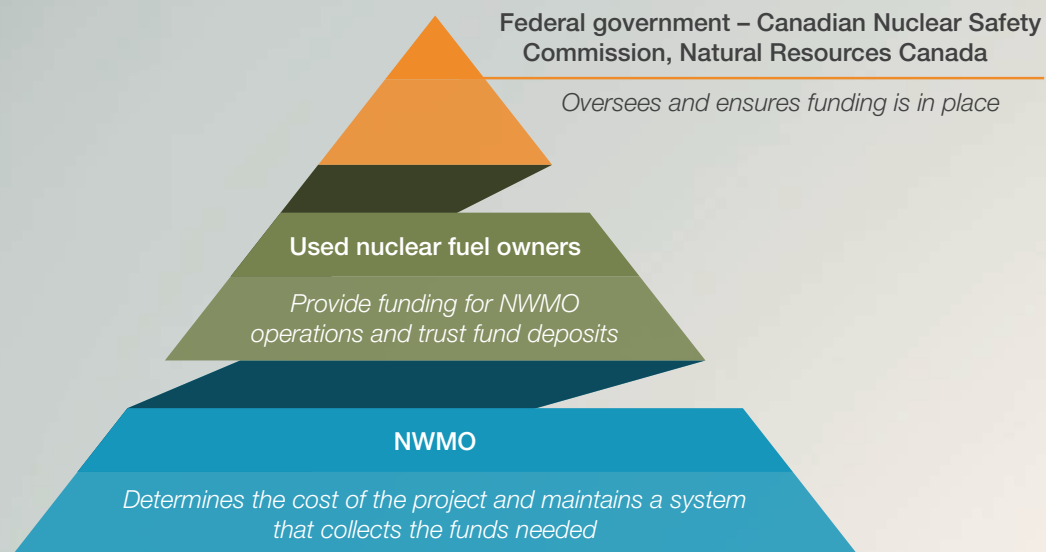 Federal government – Canadian Nuclear Safety
Commission, Natural Resources Canada
Oversees and ensures funding is in place
Used nuclear fuel owners
Provide funding for NWMO
operations and trust fund deposits
NWMO
Determines the cost of the project and maintains a system
that collects the funds needed